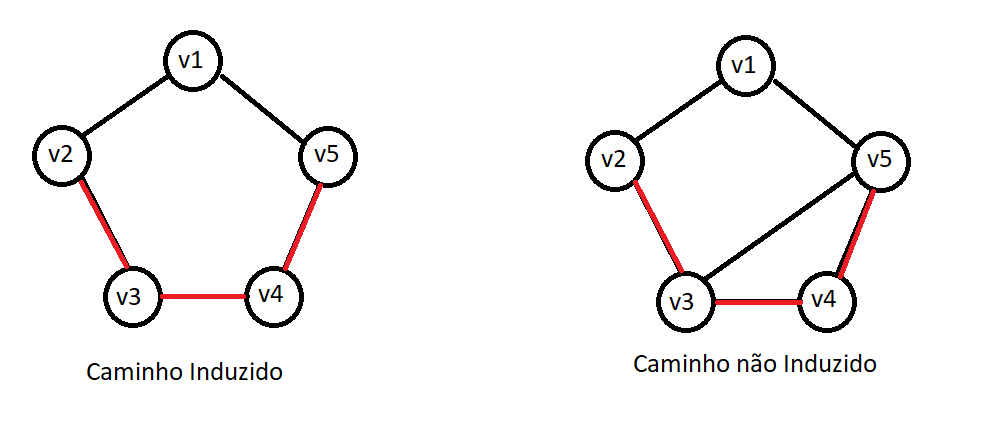 v1
v2
v5
v3
v4
Caminho Induzido
v1
v2
v5
v3
v4
Caminho não Induzido